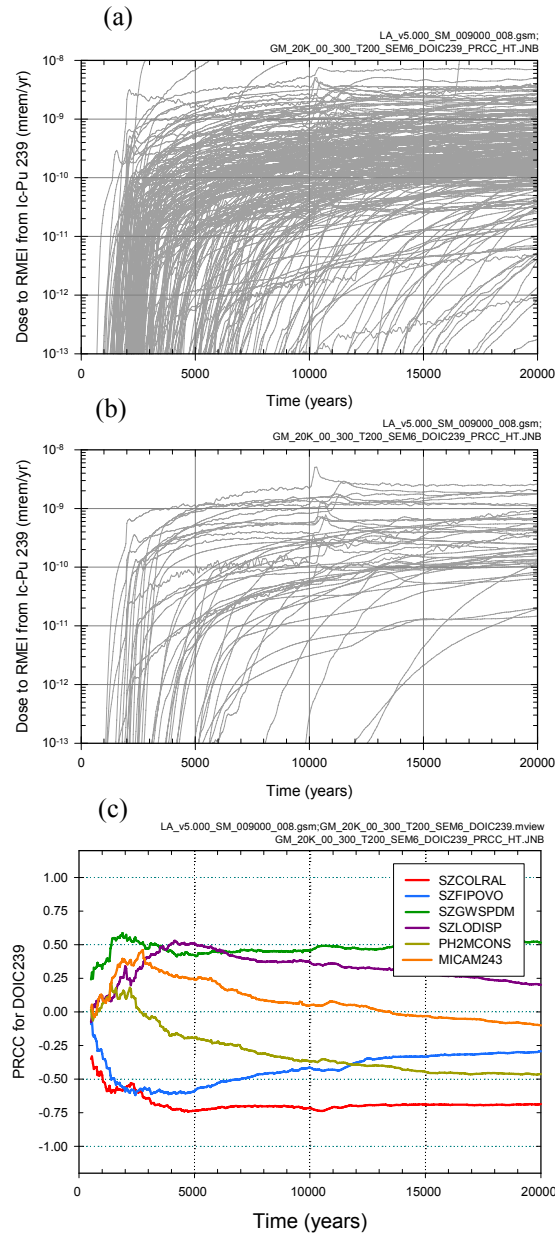 (a)
LA_v5.000_SM_009000_008.gsm;
GM_20K_00_300_T200_SEM6_DOIC239_PRCC_HT.JNB
Dose to RMEI from Ic-Pu 239 (mrem/yr)
10-8
10-9
10-10
10-11
10-12
10-13
0 5000 10000 15000 20000
Time (years)
(b)
LA_v5.000_SM_009000_008.gsm;
GM_20K_00_300_T200_SEM6_DOIC239_PRCC_HT.JNB
Dose to RMEI from Ic-Pu 239 (mrem/yr)
10-8
10-9
10-10
10-11
10-12
10-13
0 5000 10000 15000 20000
Time (years)
(c)
LA_v5.000_SM_009000_008.gsm;GM_20K_00_300_T200_SEM6_DOIC239.mview
GM_20K_00_300_T200_SEM6_DOIC239_PRCC_HT.JNB
PRCC for DOIC239
1.00
0.75
0.50
0.25
0.00
-0.25
-0.50
-0.75
-1.00
SZCOLRAL
SZFIPOVO
SZGWSPDM
SZLODISP
PH2MCONS
MICAM243
0 5000 10000 15000 20000
Time (years)